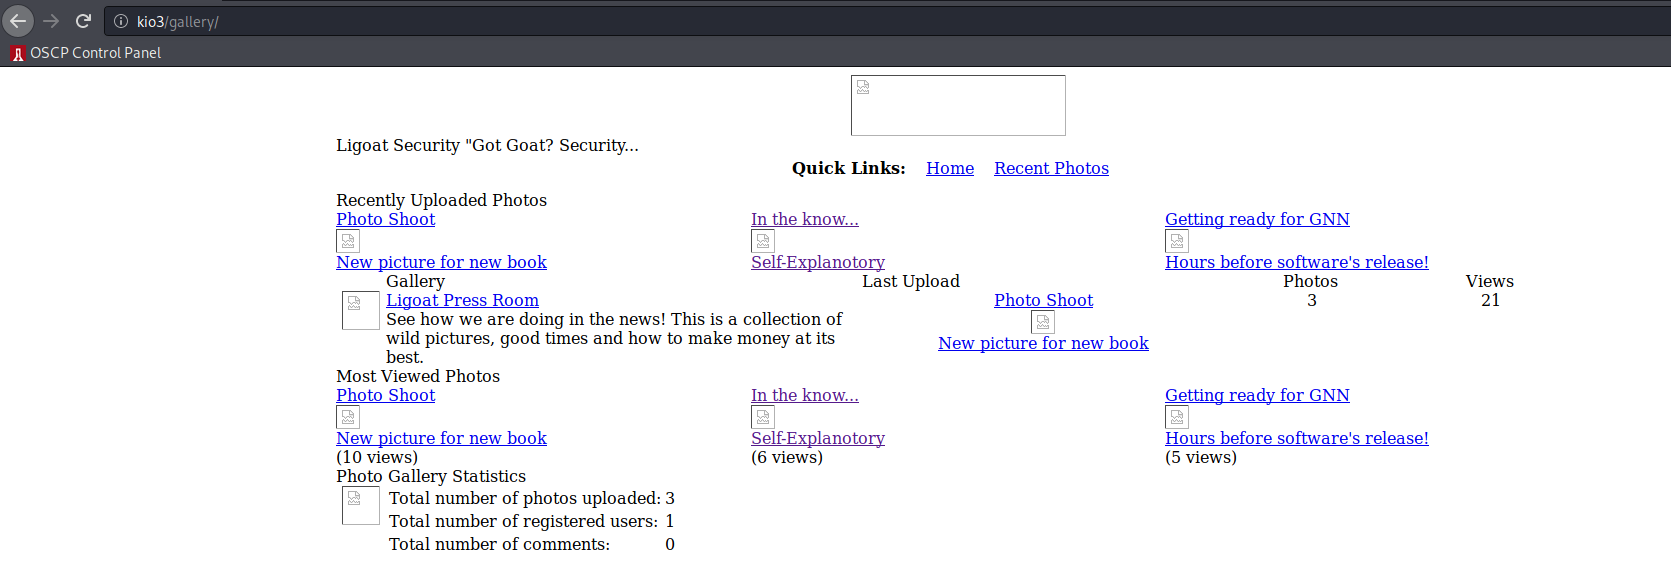 kio3/gallery/
OSCP Control Panel
Ligoat Security "Got Goat? Security...
Quick Links: Home Recent Photos
Recently Uploaded Photos
Photo Shoot In the know... Getting ready for GNN
New picture for new book Self-Explanotory Hours before software's release!
Gallery Last Upload Photos Views
Ligoat Press Room Photo Shoot 3 21
See how we are doing in the news! This is a collection of
wild pictures, good times and how to make money at its
New picture for new book
best.
Most Viewed Photos
Photo Shoot In the know... Getting ready for GNN
New picture for new book Self-Explanotory Hours before software's release!
(10 views) (6 views) (5 views)
Photo Gallery Statistics
Total number of photos uploaded: 3
Total number of registered users: 1
Total number of comments: 0